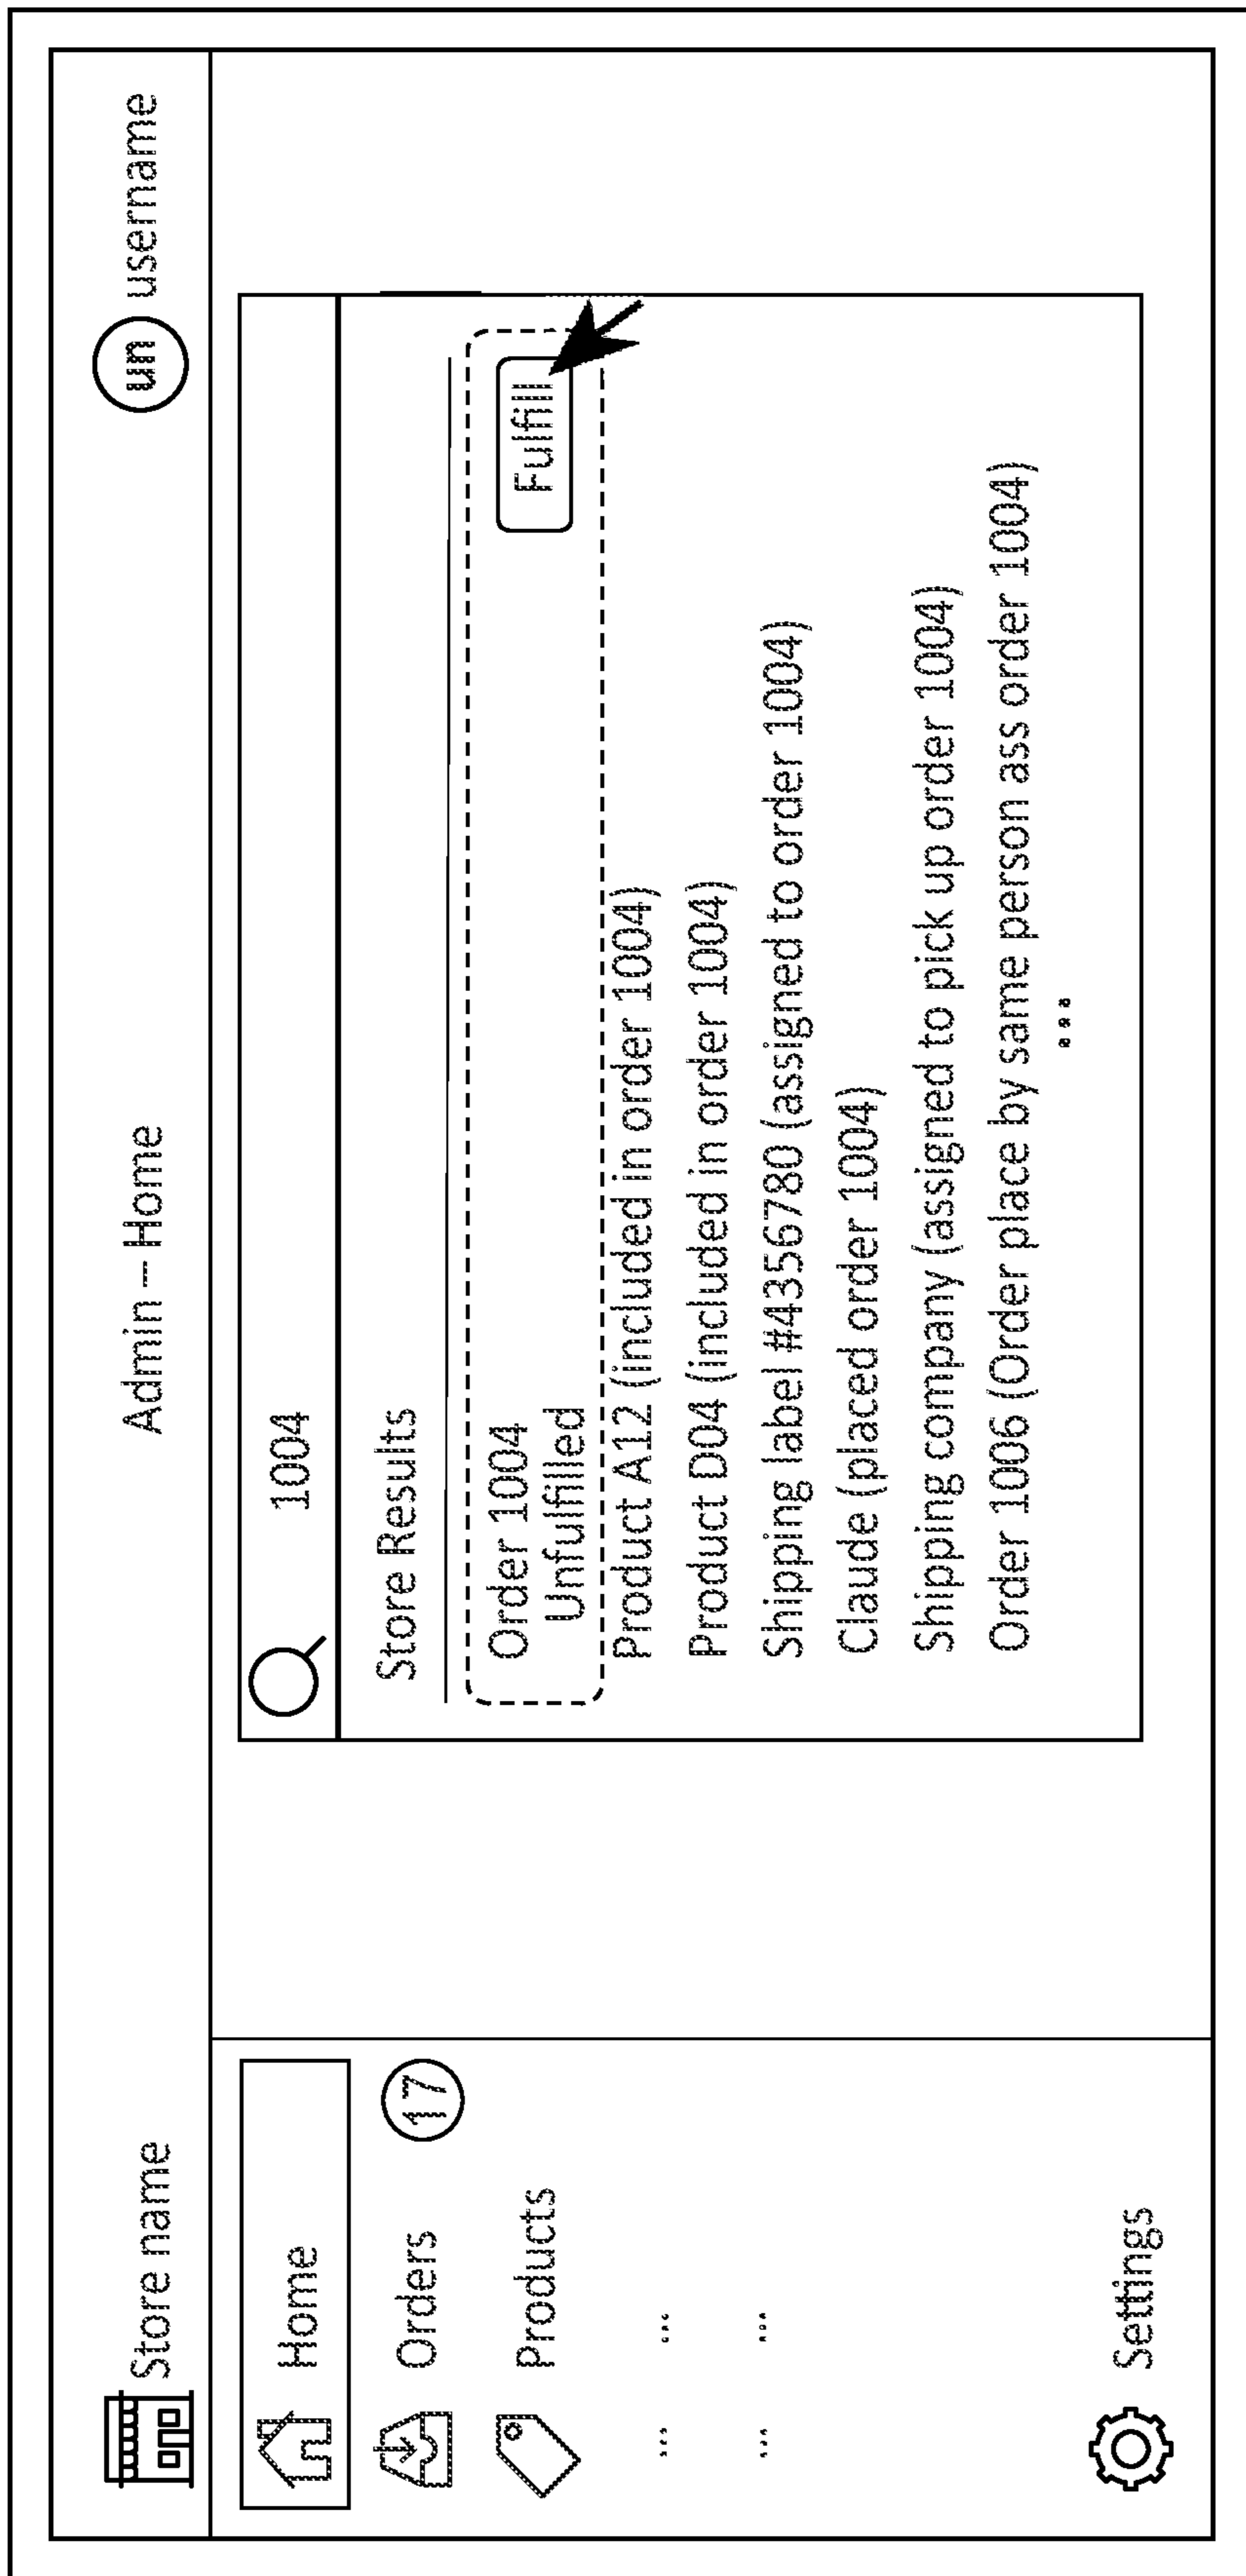 Store name
Admin -- Home
un username
Home
Orders 17
Products
... ...
... ...
Settings
1004
Store Results
Order 1004
Unfulfilled
Fulfill
Product A12 (included in order 1004)
Product D04 (included in order 1004)
Shipping label #4356780 (assigned to order 1004)
Claude (placed order 1004)
Shipping company (assigned to pick up order 1004)
Order 1006 (Order place by same person ass order 1004)
...